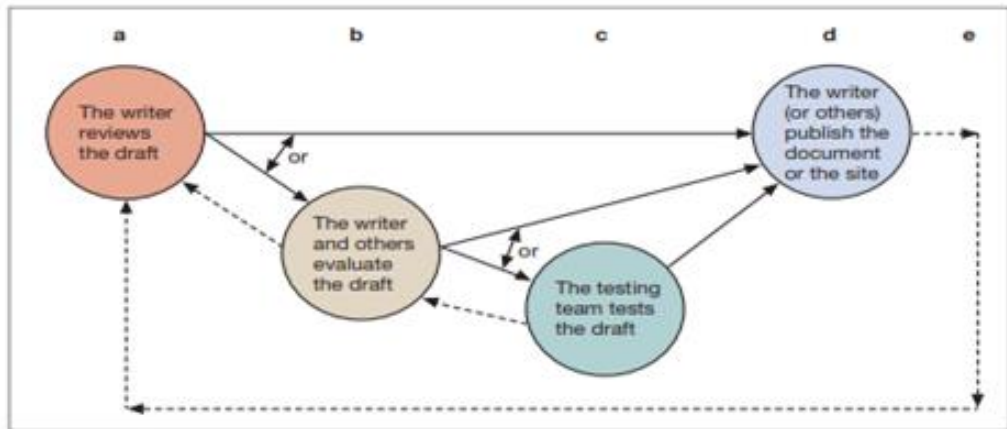 a b c d e
The writer
reviews
the draft
or
The writer
and others
evaluate
the draft
or
The testing
team tests
the draft
The writer
(or others)
publish the
document
or the site